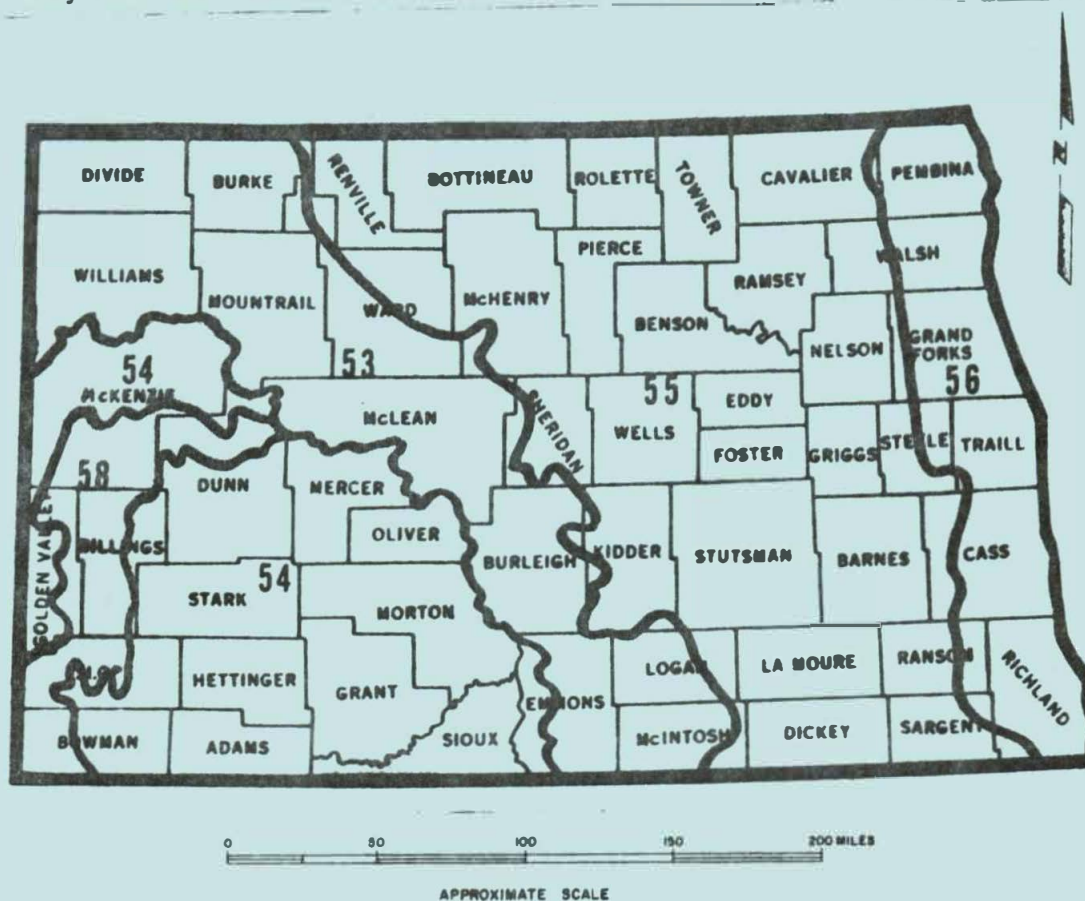 N
DIVIDE
BURKE
RENVILLE
BOTTINEAU
ROLETTE
TOWNER
CAVALIER
PEMBINA
WILLIAMS
MOUNTRAIL
WARD
McHENRY
PIERCE
BENSON
RAMSEY
WALSH
NELSON
GRAND
FORKS
54
McKENZIE
53
McLEAN
SHERIDAN
55
WELLS
EDDY
FOSTER
GRIGGS
STEELE
TRAILL
56
58
GOLDEN VALLEY
BILLINGS
DUNN
MERCER
OLIVER
BURLEIGH
KIDDER
STUTSMAN
BARNES
CASS
STARK
54
MORTON
HETTINGER
GRANT
EMMONS
LOGAN
LA MOURE
RANSOM
RICHLAND
BOWMAN
ADAMS
SIOUX
McINTOSH
DICKEY
SARGENT
0 50 100 150 200 MILES
APPROXIMATE SCALE